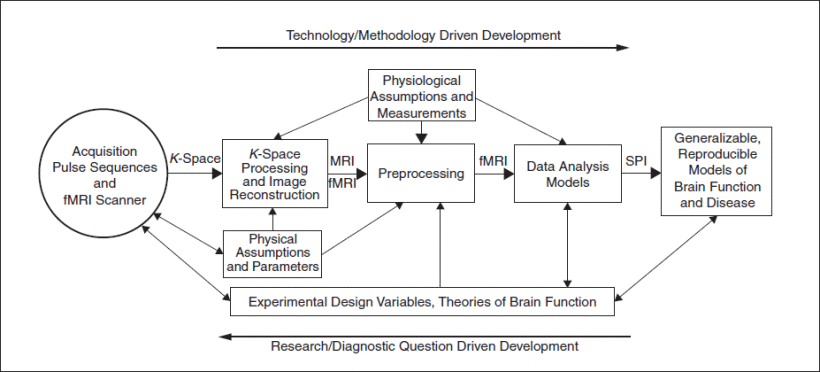 Technology/Methodology Driven Development
Physiological
Assumptions and
Measurements
Acquisition
Pulse Sequences
and
fMRI Scanner
K-Space
K-Space
Processing
and Image
Reconstruction
MRI
fMRI
Preprocessing
fMRI
Data Analysis
Models
SPI
Generalizable,
Reproducible
Models of
Brain Function
and Disease
Physical
Assumptions
and Parameters
Experimental Design Variables, Theories of Brain Function
Research/Diagnostic Question Driven Development